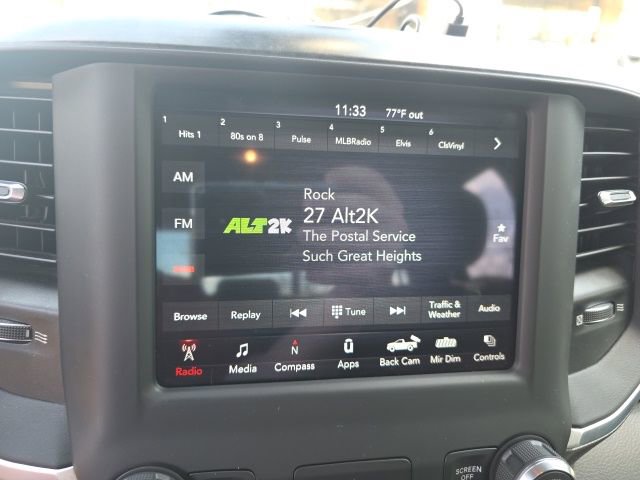 11:33 77°F out
1 Hits 1 2 80s on 8 3 Pulse 4 MLBRadio 5 Elvis 6 ClsVinyl
AM
FM
Rock
27 Alt2K
The Postal Service
Such Great Heights
ALT2K
Fav
Browse Replay Tune Traffic & Weather Audio
N
Radio Media Compass Apps Back Cam Mir Dim Controls
SCREEN
OFF